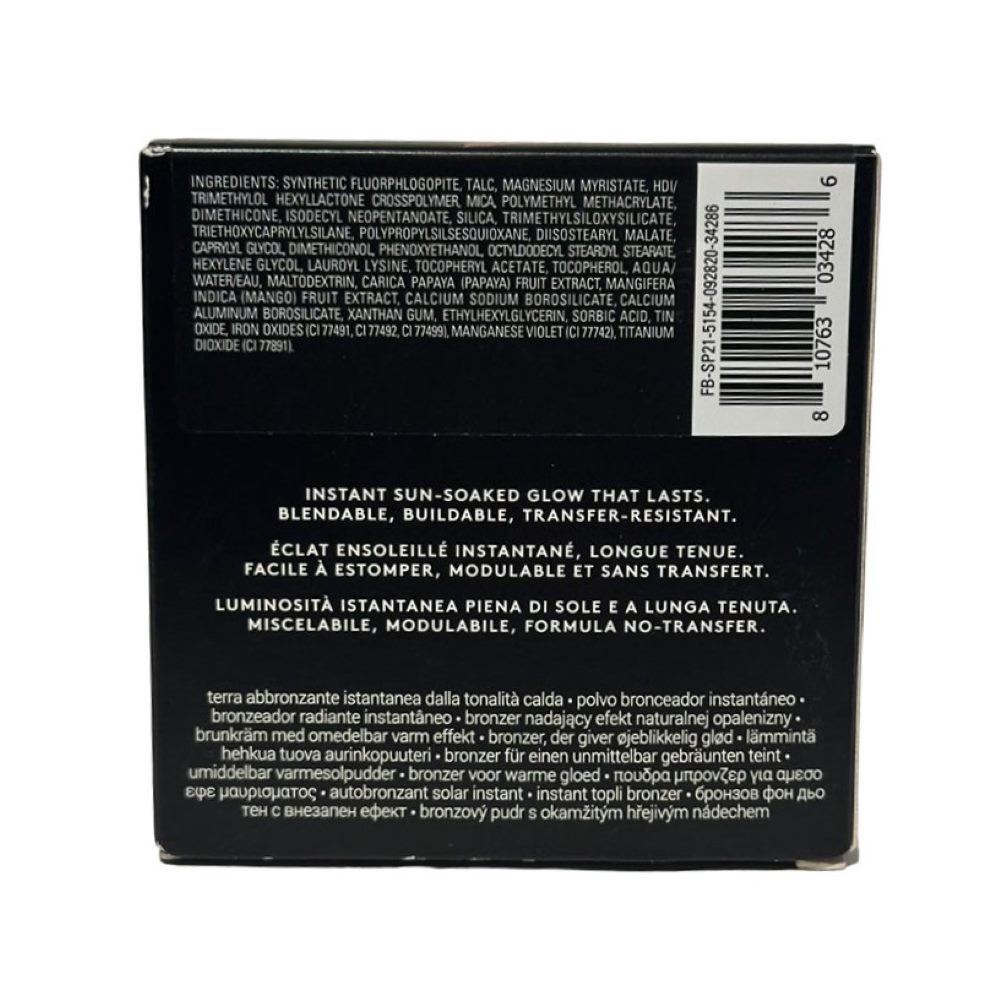 INGREDIENTS: SYNTHETIC FLUORPHLOGOPITE, TALC, MAGNESIUM MYRISTATE, HDI/
TRIMETHYLOL HEXYLLACTONE CROSSPOLYMER, MICA, POLYMETHYL METHACRYLATE,
DIMETHICONE, ISODECYL NEOPENTANOATE, SILICA, TRIMETHYLSILOXYSILICATE,
TRIETHOXYCAPRYLYLSILANE, POLYPROPYLSILSESQUIOXANE, DIISOSTEARYL MALATE,
CAPRYLYL GLYCOL, DIMETHICONOL, PHENOXYETHANOL, OCTYLDODECYL STEAROYL STEARATE,
HEXYLENE GLYCOL, LAUROYL LYSINE, TOCOPHERYL ACETATE, TOCOPHEROL, AQUA/
WATER/EAU, MALTODEXTRIN, CARICA PAPAYA (PAPAYA) FRUIT EXTRACT, MANGIFERA
INDICA (MANGO) FRUIT EXTRACT, CALCIUM SODIUM BOROSILICATE, CALCIUM
ALUMINUM BOROSILICATE, XANTHAN GUM, ETHYLHEXYLGLYCERIN, SORBIC ACID, TIN
OXIDE, IRON OXIDES (CI 77491, CI 77492, CI 77499), MANGANESE VIOLET (CI 77742), TITANIUM
DIOXIDE (CI 77891).
FB-SP21-5154-092820-34286
8 10763 03428 6
INSTANT SUN-SOAKED GLOW THAT LASTS.
BLENDABLE, BUILDABLE, TRANSFER-RESISTANT.
ÉCLAT ENSOLEILLÉ INSTANTANÉ, LONGUE TENUE.
FACILE À ESTOMPER, MODULABLE ET SANS TRANSFERT.
LUMINOSITÀ ISTANTANEA PIENA DI SOLE E A LUNGA TENUTA.
MISCELABILE, MODULABILE, FORMULA NO-TRANSFER.
terra abbronzante istantanea dalla tonalità calda • polvo bronceador instantáneo •
bronzeador radiante instantâneo • bronzer nadający efekt naturalnej opalenizny •
brunkräm med omedelbar varm effekt • bronzer, der giver øjeblikkelig glød • lämmintä
hehkua tuova aurinkopuuteri • bronzer für einen unmittelbar gebräunten teint •
umiddelbar varmesolpudder • bronzer voor warme gloed • πουδρα μπρονζερ για αμεσο
εφε μαυρισματος • autobronzant solar instant • instant topli bronzer • бронзов фон дьо
тен с внезапен ефект • bronzový pudr s okamžitým hřejivým nádechem